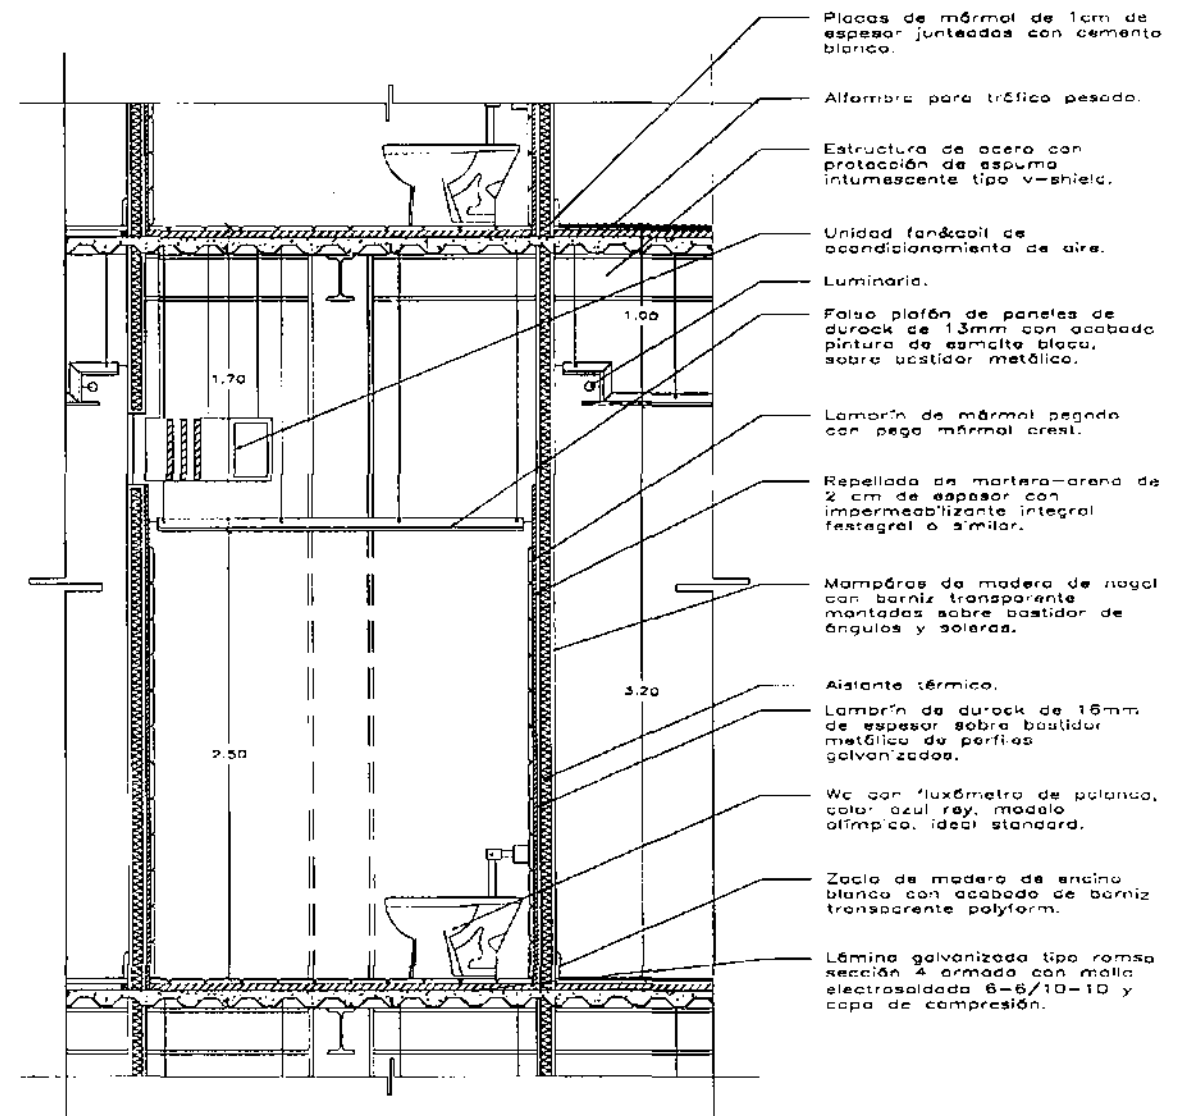 Placas de mármol de 1cm de
espesor junteadas con cemento
blanco.
Alfombra para tráfico pesado.
Estructura de acero con
protección de espuma
intumescente tipo v-shield.
Unidad fan&coil de
acondicionamiento de aire.
Luminaria.
Falso plafón de paneles de
durock de 13mm con acabado
pintura de esmalte blaca,
sobre bastidor metálico.
1.00
1.70
Lambrín de mármol pegado
con pega mármol crest.
Repellado de mortero-arena de
2 cm de espesor con
impermeabilizante integral
festegral o similar.
Mamparas de madera de nogal
con barniz transparente
montadas sobre bastidor de
ángulos y soleras.
Aislante térmico.
3.20
Lambrín de durock de 16mm
de espesor sobre bastidor
metálico de perfiles
galvanizados.
2.50
Wc con fluxómetro de palanca,
color azul rey, modelo
olímpico, ideal standard.
Zoclo de madera de encino
blanco con acabado de barniz
transparente polyform.
Lámina galvanizada tipo romsa
sección 4 armada con malla
electrosoldada 6-6/10-10 y
capa de compresión.